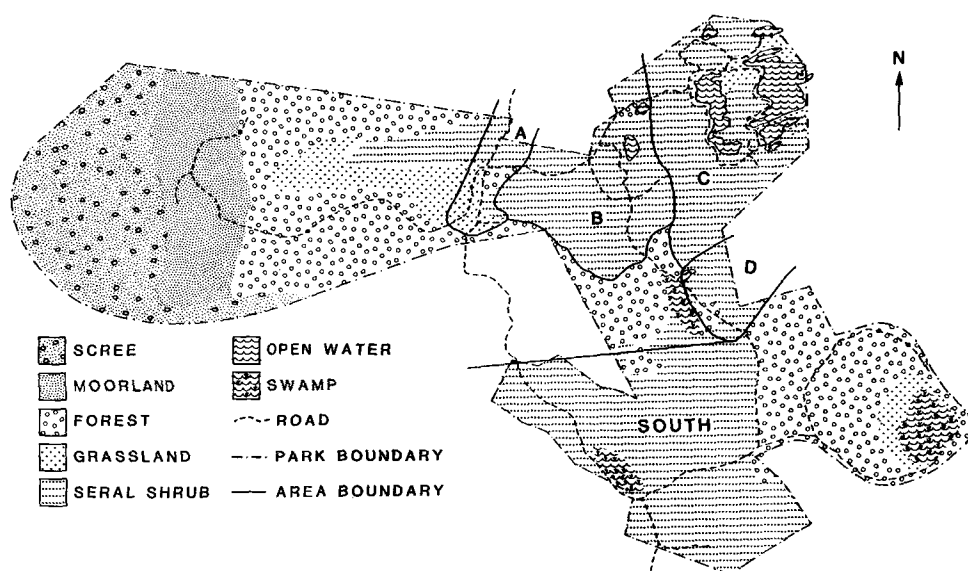 N
A
C
B
D
SCREE
MOORLAND
FOREST
GRASSLAND
SERAL SHRUB
OPEN WATER
SWAMP
ROAD
PARK BOUNDARY
AREA BOUNDARY
SOUTH